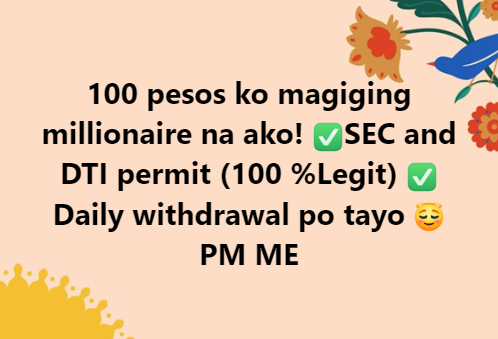 100 pesos ko magiging
millionaire na ako! ✅SEC and
DTI permit (100 %Legit) ✅
Daily withdrawal po tayo 😌
PM ME